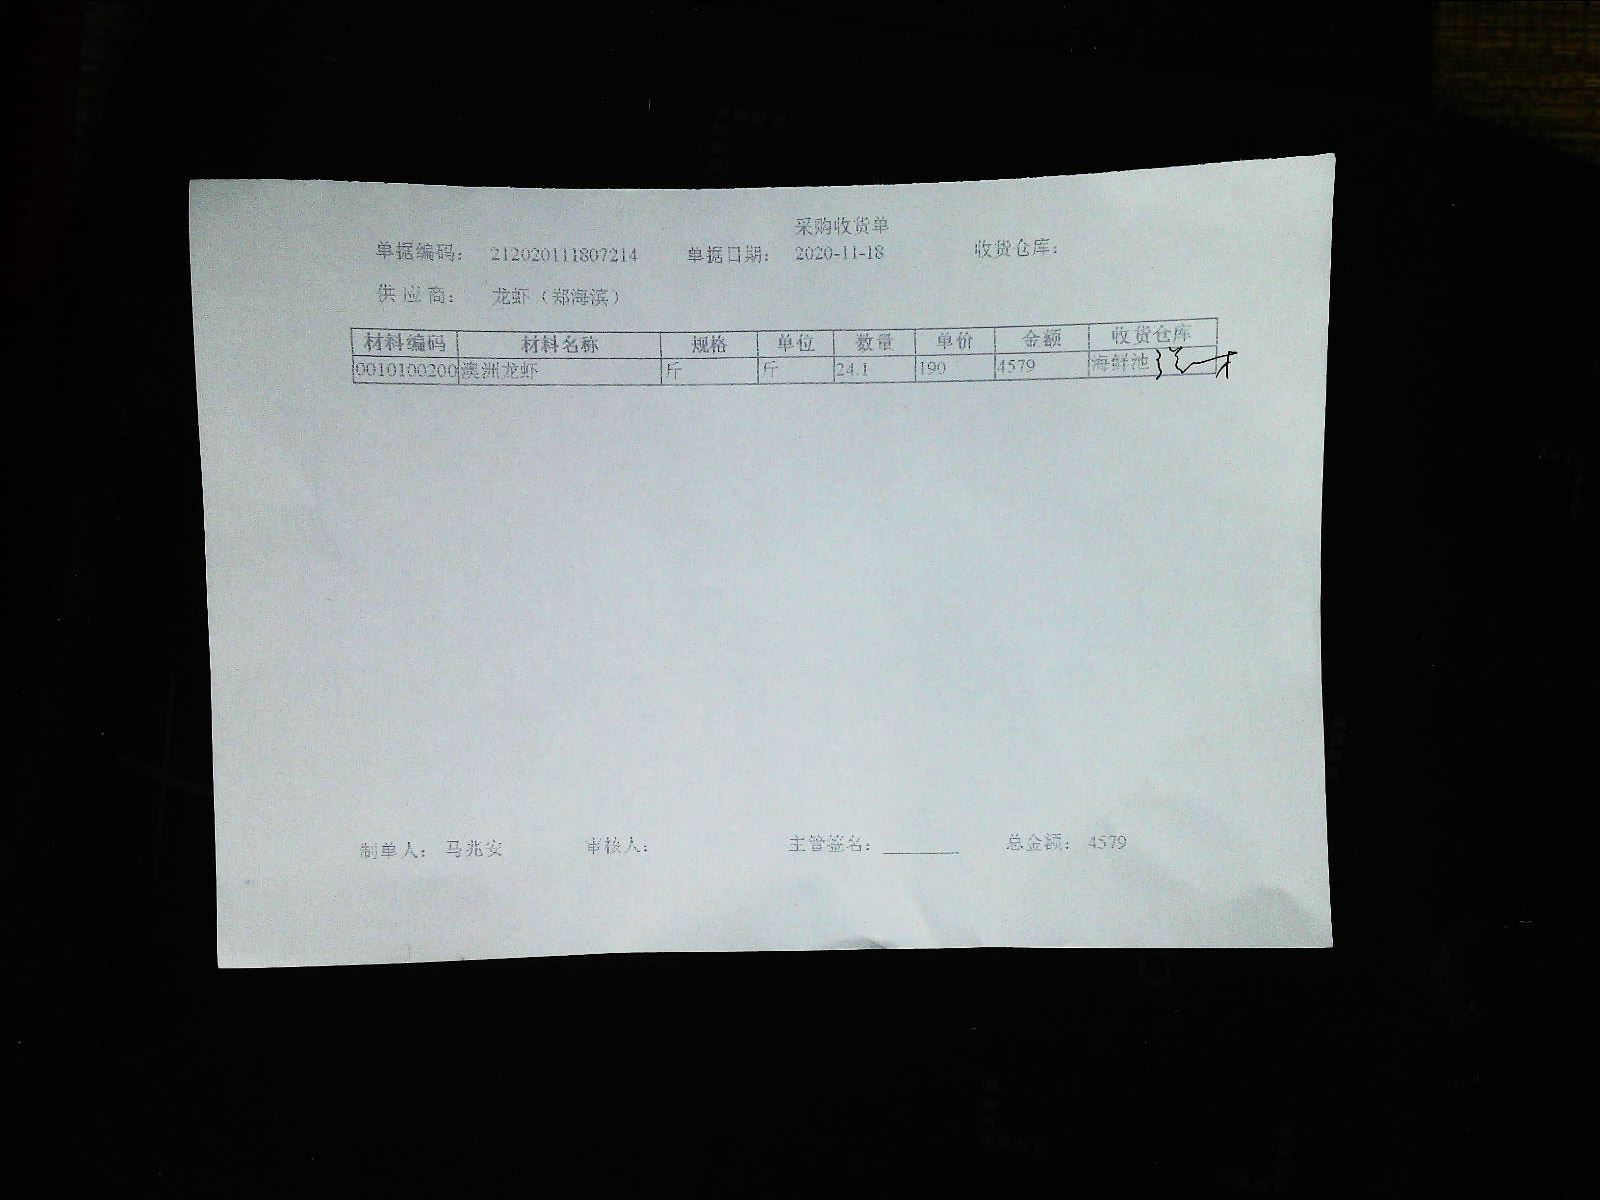 采购收货单
单据编码： 212020111807214 单据日期： 2020-11-18 收货仓库：
供 应 商： 龙虾（郑海滨）
材料编码 材料名称 规格 单位 数量 单价 金额 收货仓库
0010100200 澳洲龙虾 斤 斤 24.1 190 4579 海鲜池
制单人： 马兆安 审核人： 主管签名：________ 总金额： 4579